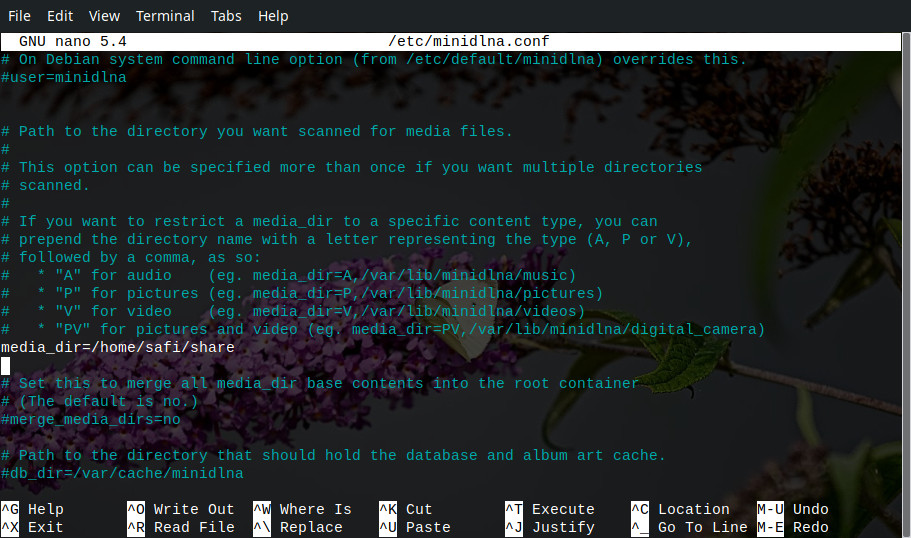 File Edit View Terminal Tabs Help
GNU nano 5.4 /etc/minidlna.conf
# On Debian system command line option (from /etc/default/minidlna) overrides this.
#user=minidlna
# Path to the directory you want scanned for media files.
#
# This option can be specified more than once if you want multiple directories
# scanned.
#
# If you want to restrict a media_dir to a specific content type, you can
# prepend the directory name with a letter representing the type (A, P or V),
# followed by a comma, as so:
#   * "A" for audio    (eg. media_dir=A,/var/lib/minidlna/music)
#   * "P" for pictures (eg. media_dir=P,/var/lib/minidlna/pictures)
#   * "V" for video    (eg. media_dir=V,/var/lib/minidlna/videos)
#   * "PV" for pictures and video (eg. media_dir=PV,/var/lib/minidlna/digital_camera)
media_dir=/home/safi/share
# Set this to merge all media_dir base contents into the root container
# (The default is no.)
#merge_media_dirs=no
# Path to the directory that should hold the database and album art cache.
#db_dir=/var/cache/minidlna
^G Help ^O Write Out ^W Where Is ^K Cut ^T Execute ^C Location M-U Undo
^X Exit ^R Read File ^\ Replace ^U Paste ^J Justify ^_ Go To Line M-E Redo